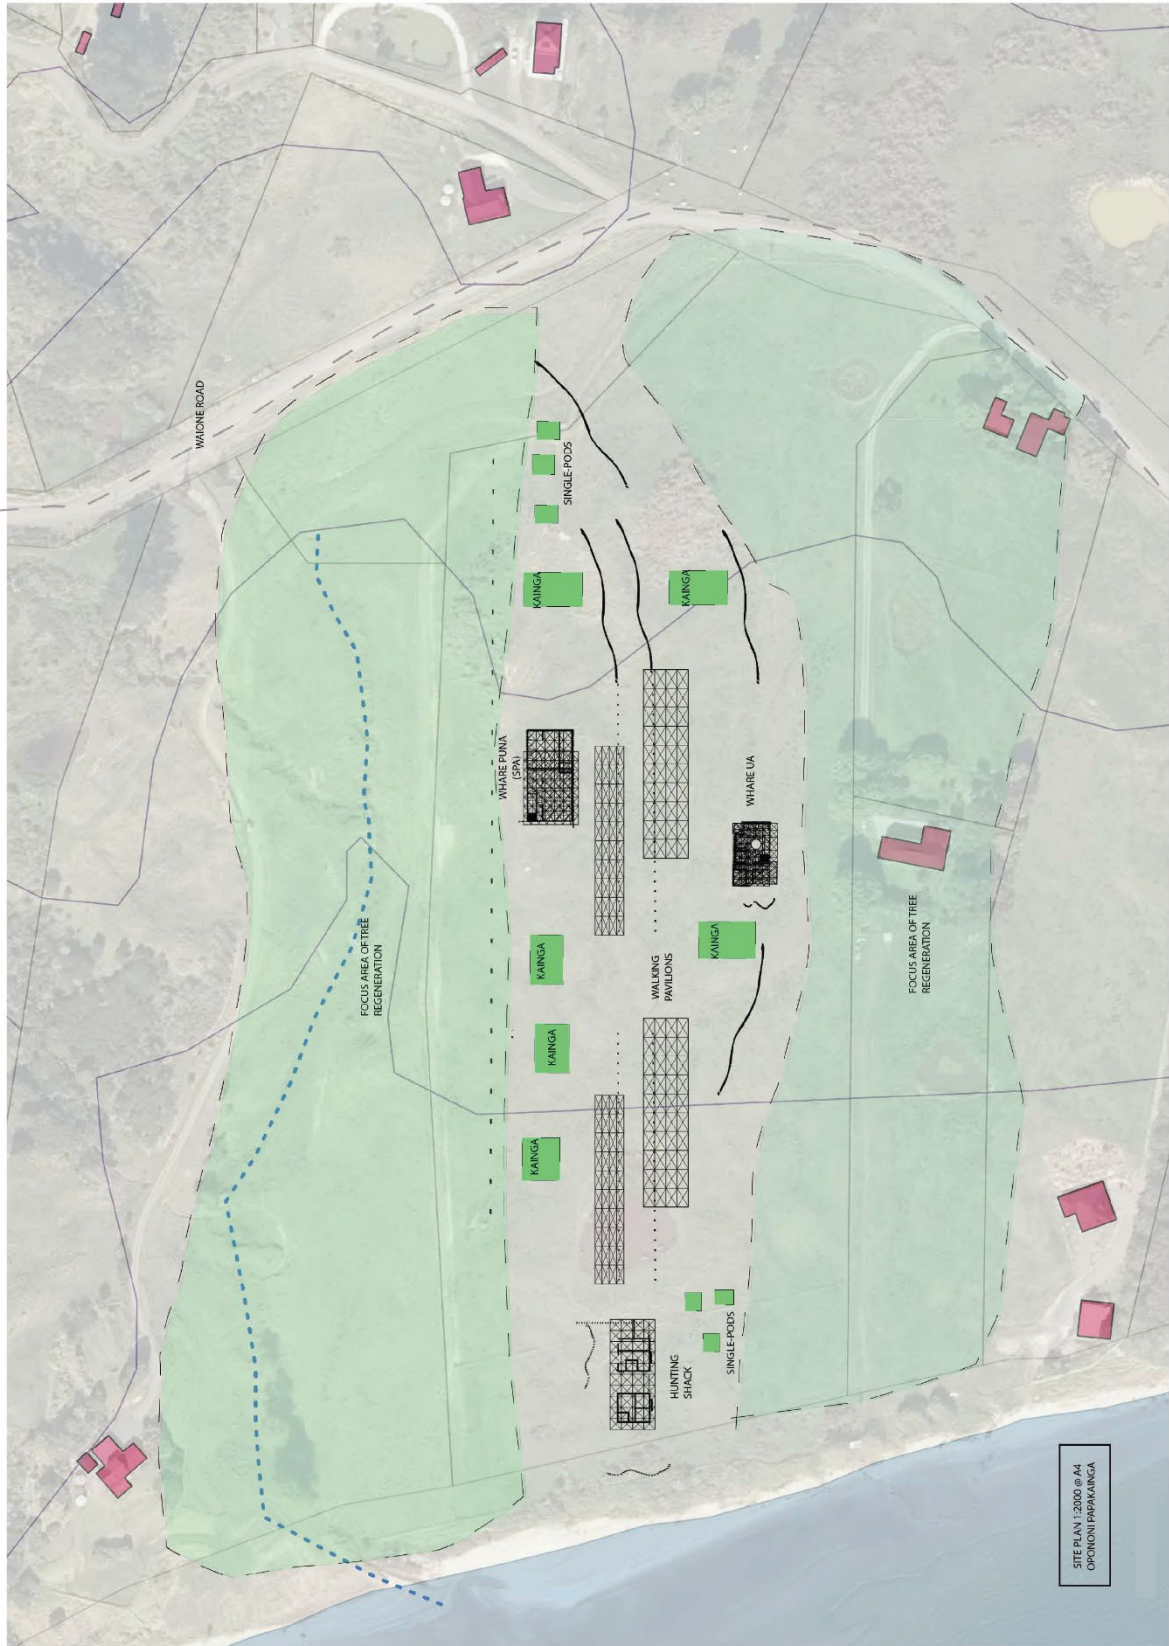 WAIONE ROAD
SINGLE-PODS
KAINGA
KAINGA
WHARE PUNA
(SPA)
WHARE UA
FOCUS AREA OF TREE
REGENERATION
KAINGA
KAINGA
WALKING
PAVILIONS
FOCUS AREA OF TREE
REGENERATION
KAINGA
KAINGA
SINGLE-PODS
HUNTING
SHACK
SITE PLAN 1:2000 @ A4
OPONONI PAPAKAINGA